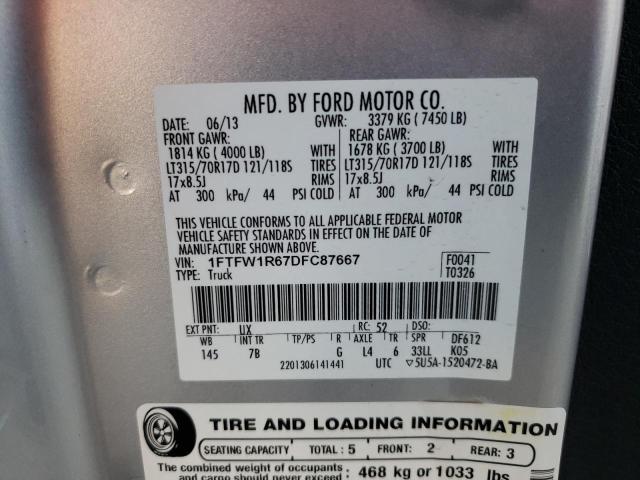 MFD. BY FORD MOTOR CO.
DATE: 06/13 GVWR: 3379 KG ( 7450 LB)
FRONT GAWR: REAR GAWR:
1814 KG ( 4000 LB) WITH 1678 KG ( 3700 LB) WITH
LT315/70R17D 121/118S TIRES LT315/70R17D 121/118S TIRES
17x8.5J RIMS 17x8.5J RIMS
AT 300 kPa/ 44 PSI COLD AT 300 kPa/ 44 PSI COLD
THIS VEHICLE CONFORMS TO ALL APPLICABLE FEDERAL MOTOR
VEHICLE SAFETY STANDARDS IN EFFECT ON THE DATE OF MANUFACTURE
SHOWN ABOVE.
VIN: 1FTFW1R67DFC87667 F0041
TYPE: Truck T0326
EXT PNT: UX RC: 52 DSO:
WB INT TR TP/PS R AXLE TR SPR DF612
145 7B G L4 6 33LL K05
2201306141441 UTC ▽5U5A-1520472-BA
TIRE AND LOADING INFORMATION
SEATING CAPACITY TOTAL: 5 FRONT: 2 REAR: 3
The combined weight of occupants
and cargo should never exceed: 468 kg or 1033 lbs